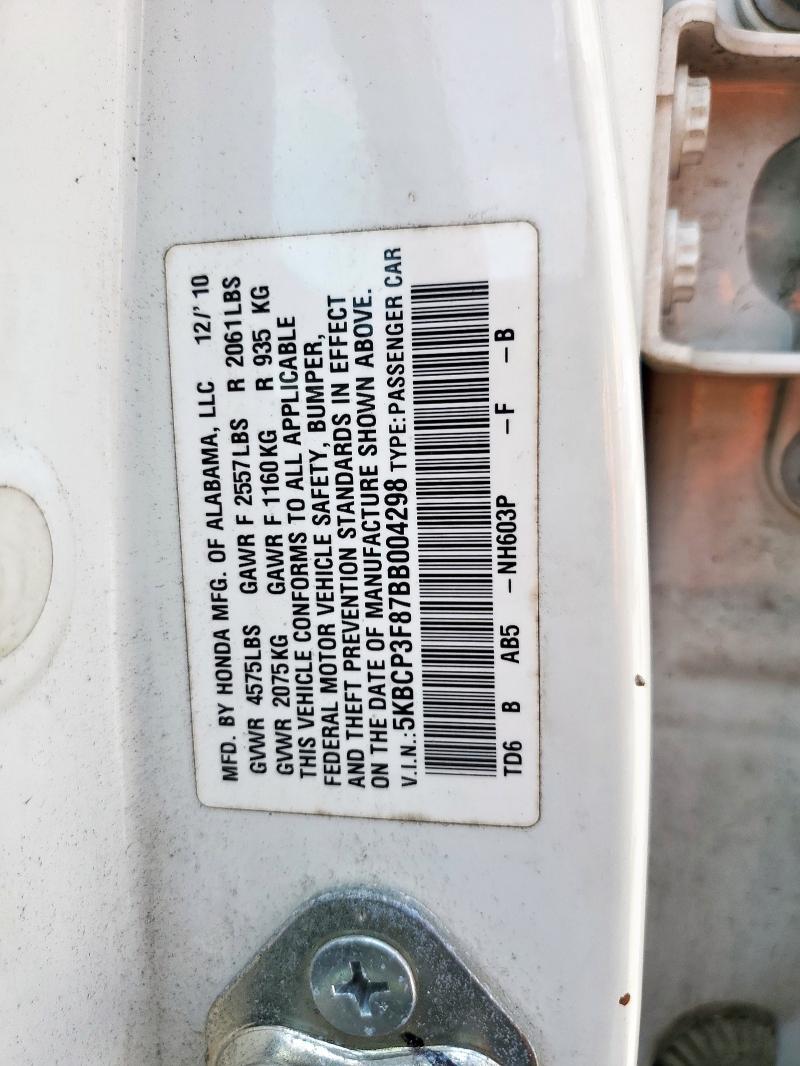 MFD. BY HONDA MFG. OF ALABAMA, LLC 12/'10
GVWR 4575LBS GAWR F 2557LBS R 2061LBS
GVWR 2075KG GAWR F 1160KG R 935 KG
THIS VEHICLE CONFORMS TO ALL APPLICABLE
FEDERAL MOTOR VEHICLE SAFETY, BUMPER,
AND THEFT PREVENTION STANDARDS IN EFFECT
ON THE DATE OF MANUFACTURE SHOWN ABOVE.
V.I.N.:5KBCP3F87BB004298 TYPE:PASSENGER CAR
TD6 B AB5 -NH603P -F -B